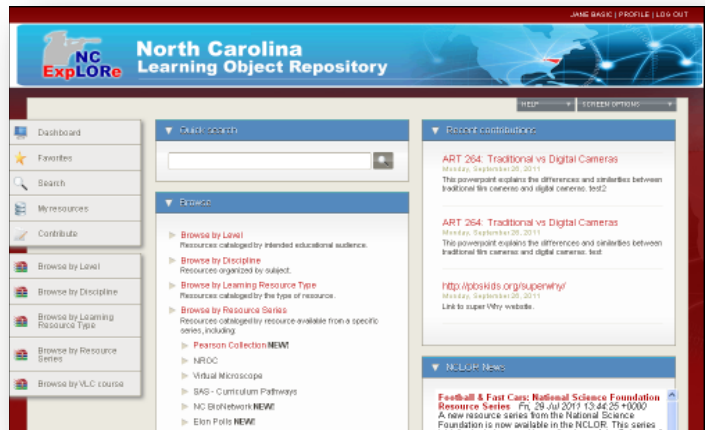 JANE BASIC | PROFILE | LOG OUT
NC
ExpLORe
North Carolina
Learning Object Repository
HELP
SCREEN OPTIONS
Dashboard
Favorites
Search
My resources
Contribute
Browse by Level
Browse by Discipline
Browse by Learning
Resource Type
Browse by Resource
Series
Browse by VLC course
Quick search
Browse
Browse by Level
Resources cataloged by intended educational audience.
Browse by Discipline
Resources organized by subject.
Browse by Learning Resource Type
Resources cataloged by the type of resource.
Browse by Resource Series
Resources cataloged by resource available from a specific
series, including:
Pearson Collection NEW!
NROC
Virtual Microscope
SAS - Curriculum Pathways
NC BioNetwork NEW!
Elon Polls NEW!
Recent contributions
ART 264: Traditional vs Digital Cameras
Monday, September 26, 2011
This powerpoint explains the differences and similarities between
traditional film cameras and digital cameras. test2
ART 264: Traditional vs Digital Cameras
Monday, September 26, 2011
This powerpoint explains the differences and similarities between
traditional film cameras and digital cameras. test
http://pbskids.org/superwhy/
Monday, September 26, 2011
Link to super Why website.
NCLOR News
Football & Fast Cars: National Science Foundation
Resource Series Fri, 29 Jul 2011 13:44:25 +0000
A new resource series from the National Science
Foundation is now available in the NCLOR. This series